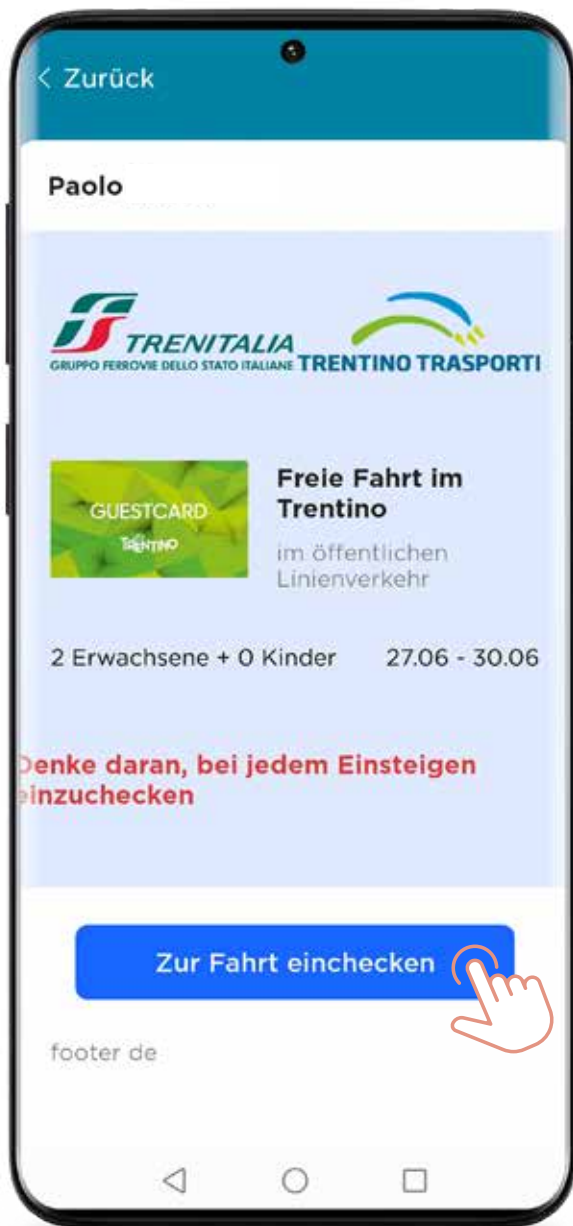 < Zurück
Paolo
TRENITALIA
GRUPPO FERROVIE DELLO STATO ITALIANE
TRENTINO TRASPORTI
GUESTCARD
TRENTINO
Freie Fahrt im
Trentino
im öffentlichen
Linienverkehr
2 Erwachsene + 0 Kinder 27.06 - 30.06
Denke daran, bei jedem Einsteigen
einzuchecken
Zur Fahrt einchecken
footer de